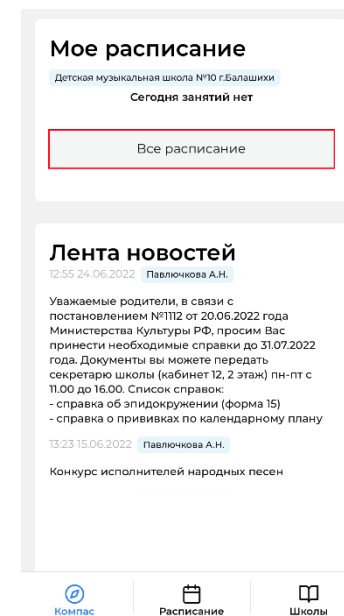 Мое расписание
Детская музыкальная школа №10 г.Балашихи
Сегодня занятий нет
Все расписание
Лента новостей
12:55 24.06.2022 Павлючкова А.Н.
Уважаемые родители, в связи с
постановлением №1112 от 20.06.2022 года
Министерства Культуры РФ, просим Вас
принести необходимые справки до 31.07.2022
года. Документы вы можете передать
секретарю школы (кабинет 12, 2 этаж) пн-пт с
11.00 до 16.00. Список справок:
- справка об эпидокружении (форма 15)
- справка о прививках по календарному плану
13:23 15.06.2022 Павлючкова А.Н.
Конкурс исполнителей народных песен
Компас Расписание Школы